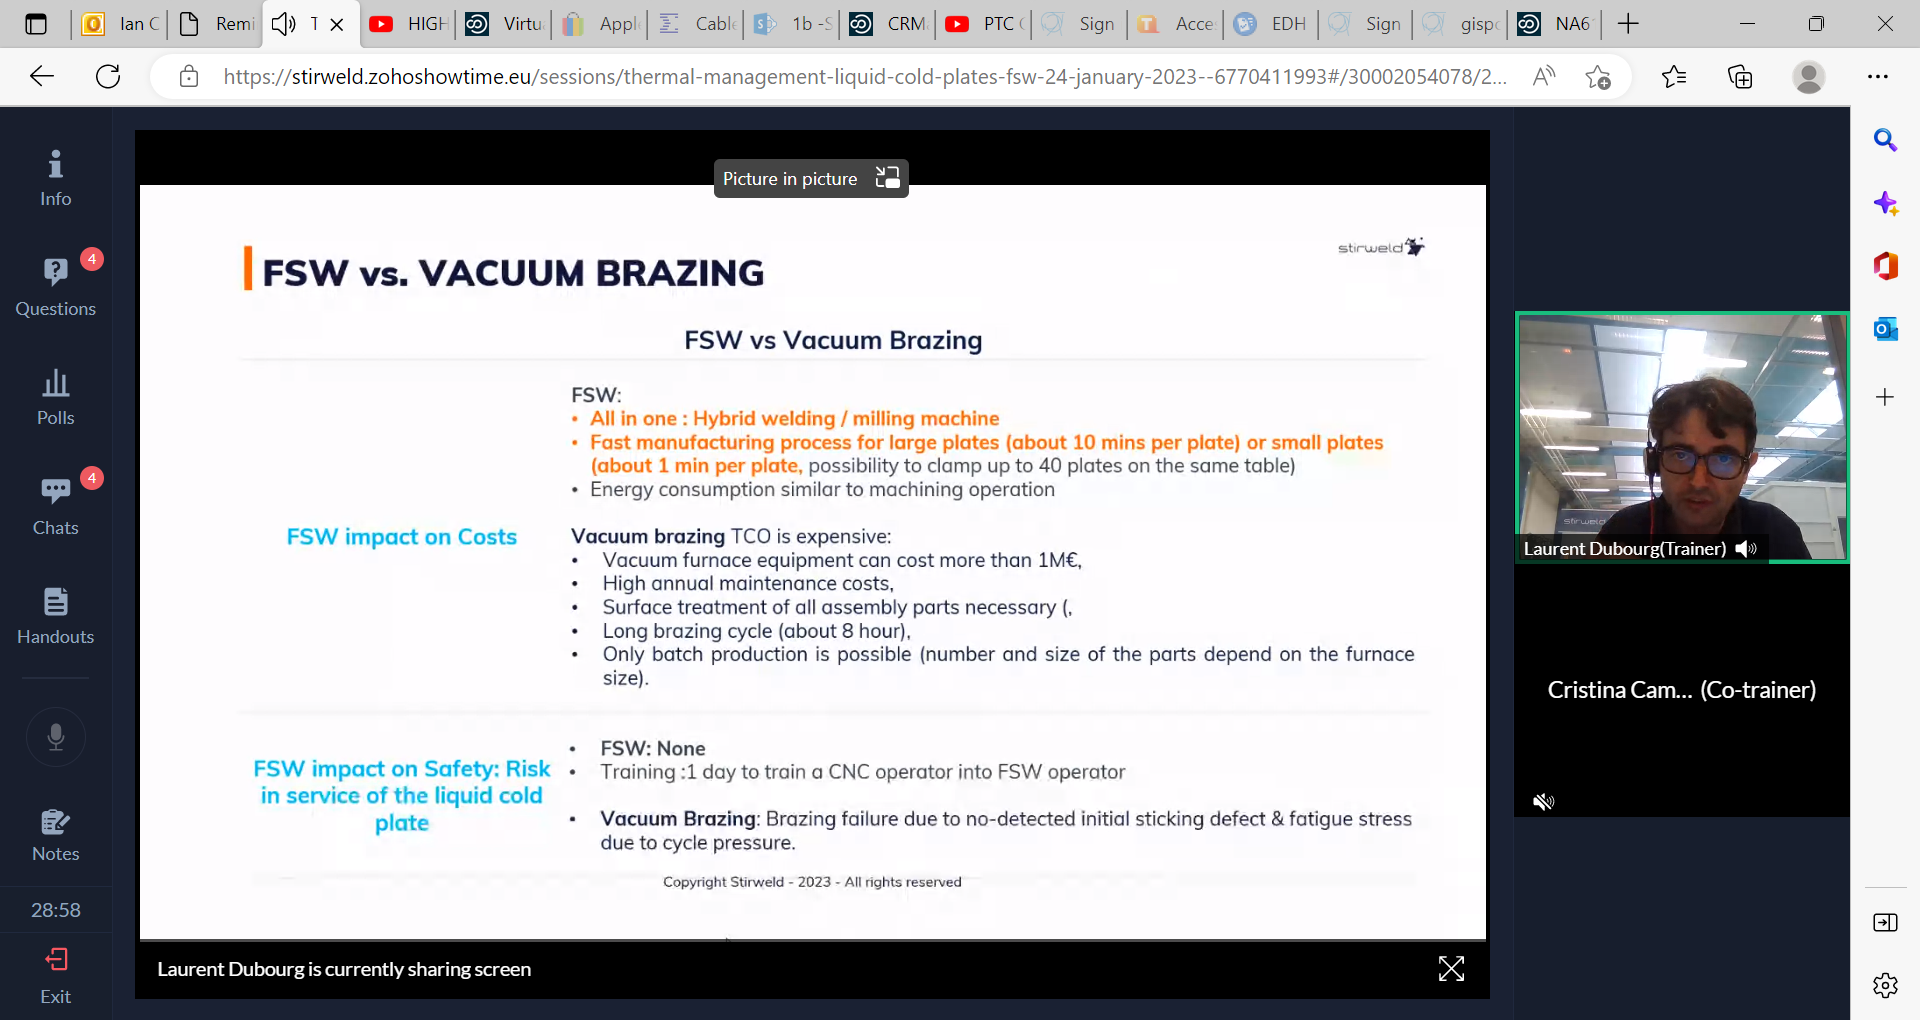 Ian C
Remi
T
HIGH
Virtu
Appl
Cable
1b -S
CRM
PTC
Sign
Acce
EDH
Sign
gisp
NA6
https://stirweld.zohoshowtime.eu/sessions/thermal-management-liquid-cold-plates-fsw-24-january-2023--6770411993#/30002054078/2...
Info
4
Questions
Polls
4
Chats
Handouts
Notes
28:58
Exit
Picture in picture
stirweld
FSW vs. VACUUM BRAZING
FSW vs Vacuum Brazing
FSW:
• All in one : Hybrid welding / milling machine
• Fast manufacturing process for large plates (about 10 mins per plate) or small plates
(about 1 min per plate, possibility to clamp up to 40 plates on the same table)
• Energy consumption similar to machining operation
FSW impact on Costs
Vacuum brazing TCO is expensive:
• Vacuum furnace equipment can cost more than 1M€,
• High annual maintenance costs,
• Surface treatment of all assembly parts necessary (,
• Long brazing cycle (about 8 hour),
• Only batch production is possible (number and size of the parts depend on the furnace
size).
FSW impact on Safety: Risk
in service of the liquid cold
plate
• FSW: None
• Training :1 day to train a CNC operator into FSW operator
• Vacuum Brazing: Brazing failure due to no-detected initial sticking defect & fatigue stress
due to cycle pressure.
Copyright Stirweld - 2023 - All rights reserved
Laurent Dubourg is currently sharing screen
stirweld
Laurent Dubourg(Trainer)
Cristina Cam... (Co-trainer)